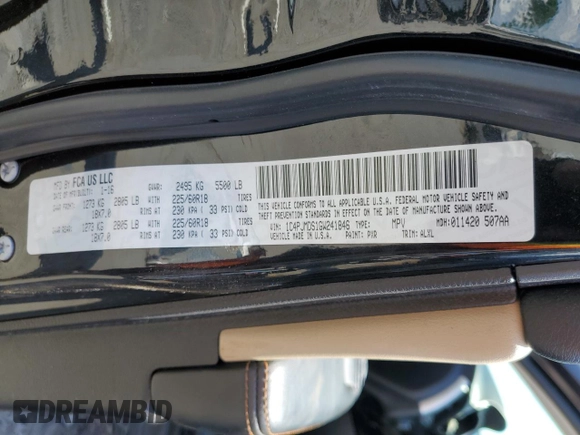 MFD BY FCA US LLC
DATE OF MFR 1-16 GVWR: 2495 KG 5500 LB
GAWR FRONT: 1273 KG 2805 LB WITH 225/60R18 TIRES
18X7.0 RIMS AT 230 KPA ( 33 PSI) COLD
GAWR REAR: 1273 KG 2805 LB WITH 225/60R18 TIRES
18X7.0 RIMS AT 230 KPA ( 33 PSI) COLD
THIS VEHICLE CONFORMS TO ALL APPLICABLE U.S.A. FEDERAL MOTOR VEHICLE SAFETY AND
THEFT PREVENTION STANDARDS IN EFFECT ON THE DATE OF MANUFACTURE SHOWN ABOVE.
VIN: 1C4PJMDS1GW241846 TYPE: MPV MDH:011420 507AA
MADE IN U.S.A. PAINT: PXR TRIM: ALXL
DREAMBID